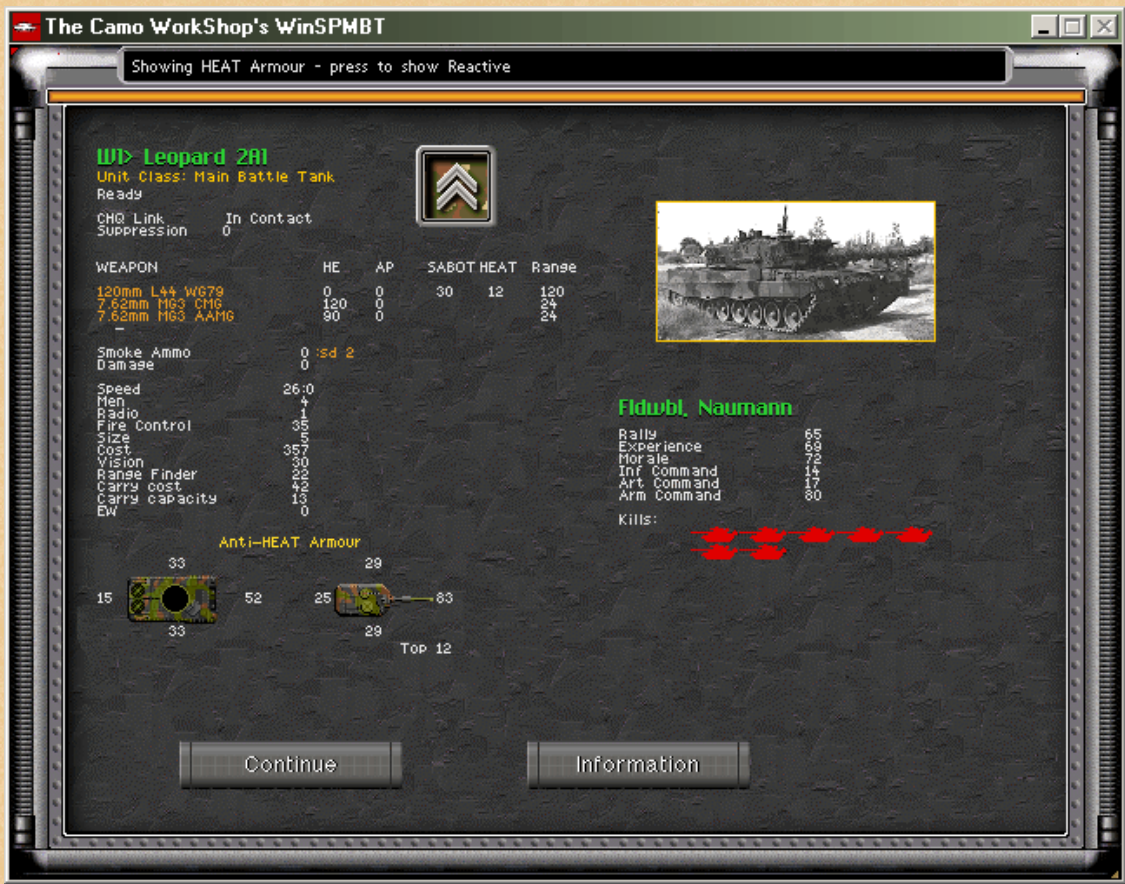 The Camo WorkShop's WinSPMBT
Showing HEAT Armour - press to show Reactive
W1> Leopard 2A1
Unit Class: Main Battle Tank
Ready
CHQ Link In Contact
Suppression 0
WEAPON HE AP SABOT HEAT Range
120mm L44 WG79 0 0 30 12 120
7.62mm MG3 CMG 120 0 24
7.62mm MG3 AAMG 90 0 24
Smoke Ammo 0 :sd 2
Damage 0
Speed 26:0
Men 4
Radio 1
Fire Control 35
Size 5
Cost 357
Vision 30
Range Finder 22
Carry cost 42
Carry capacity 13
EW 0
Fldwbl. Naumann
Rally 65
Experience 69
Morale 72
Inf Command 14
Art Command 17
Arm Command 80
Kills:
Anti-HEAT Armour
33 29
15 52 25 83
33 29
Top 12
Continue Information